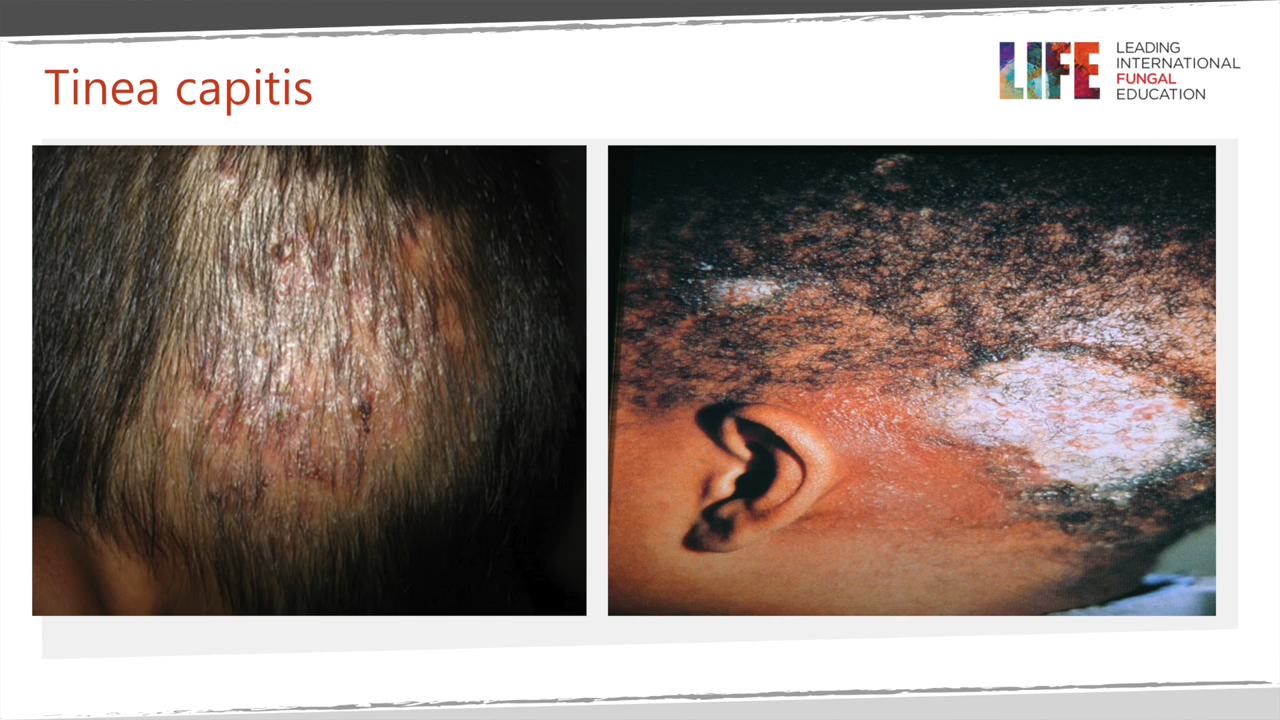 Tinea capitis
LIFE
LEADING
INTERNATIONAL
FUNGAL
EDUCATION